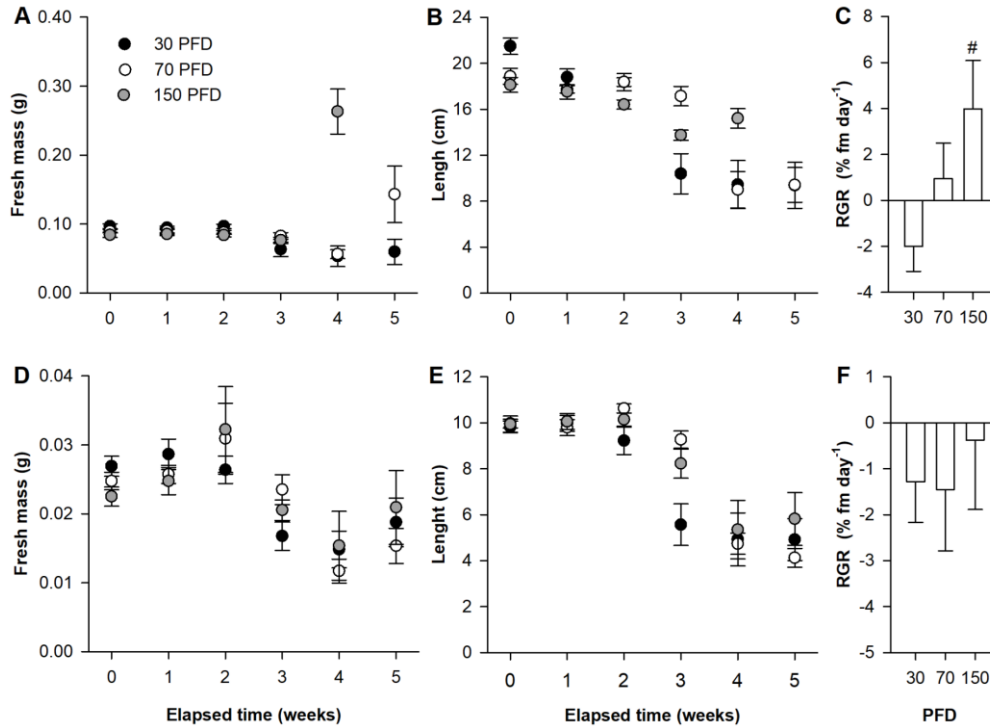 A
Fresh mass (g)
0.40
0.30
0.20
0.10
0.00
30 PFD
70 PFD
150 PFD
0 1 2 3 4 5
B
Lengh (cm)
24
20
16
12
8
4
0
0 1 2 3 4 5
C
RGR (% fm day-1)
8
6
4
2
0
-2
-4
#
30 70 150
D
Fresh mass (g)
0.04
0.03
0.02
0.01
0.00
0 1 2 3 4 5
Elapsed time (weeks)
E
Lenght (cm)
12
10
8
6
4
2
0
0 1 2 3 4 5
Elapsed time (weeks)
F
RGR (% fm day-1)
1
0
-1
-2
-3
-4
-5
30 70 150
PFD